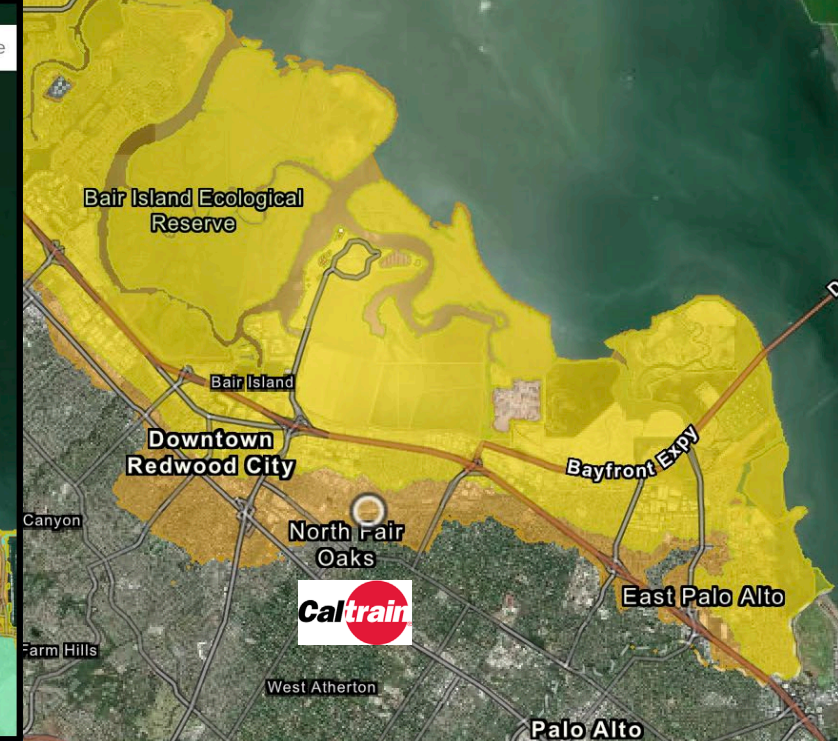 e
Bair Island Ecological
Reserve
D
Bair Island
Downtown
Redwood City
Bayfront Expy
Canyon
North Fair
Oaks
Caltrain
East Palo Alto
Farm Hills
West Atherton
Palo Alto